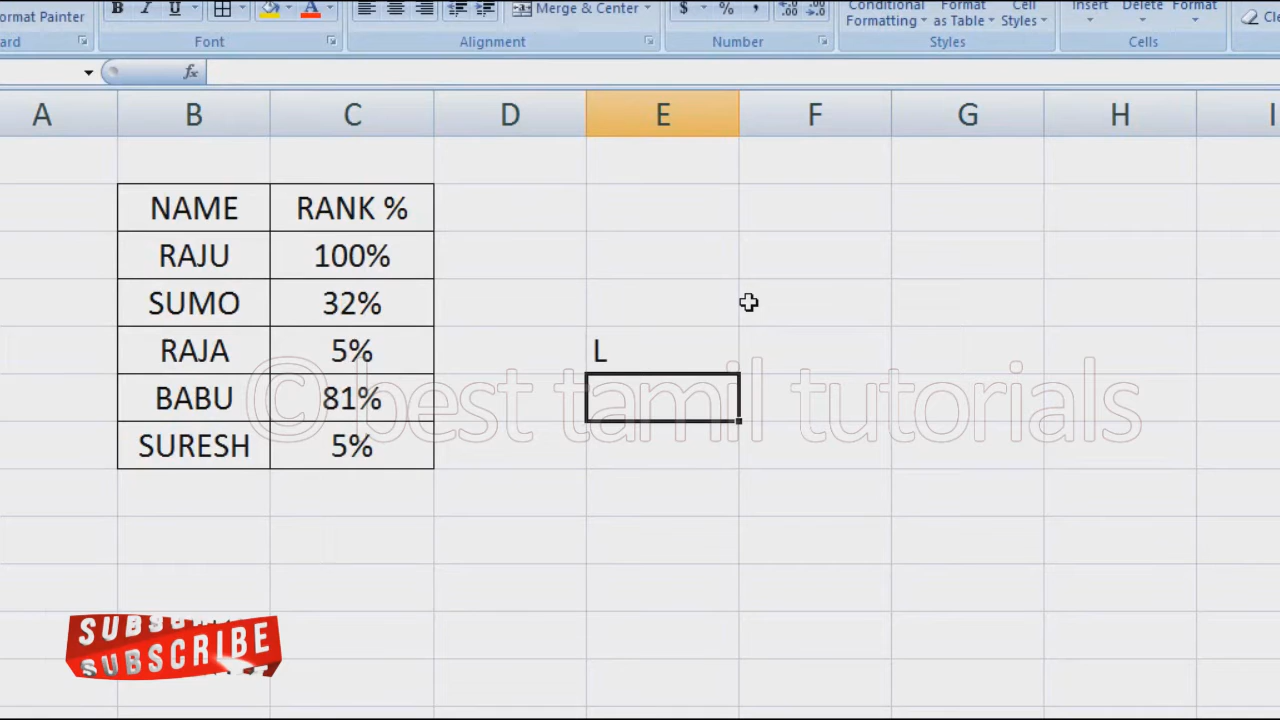 ormat Painter
B I U
A
Merge & Center
$ % ,
Conditional
Formatting
Format
as Table
Cell
Styles
Insert
Delete
Format
Cle
ard
Font
Alignment
Number
Styles
Cells
fx
A B C D E F G H I
NAME RANK %
RAJU 100%
SUMO 32%
RAJA 5% L
BABU 81%
SURESH 5%
© best tamil tutorials
SUBSCRIBE